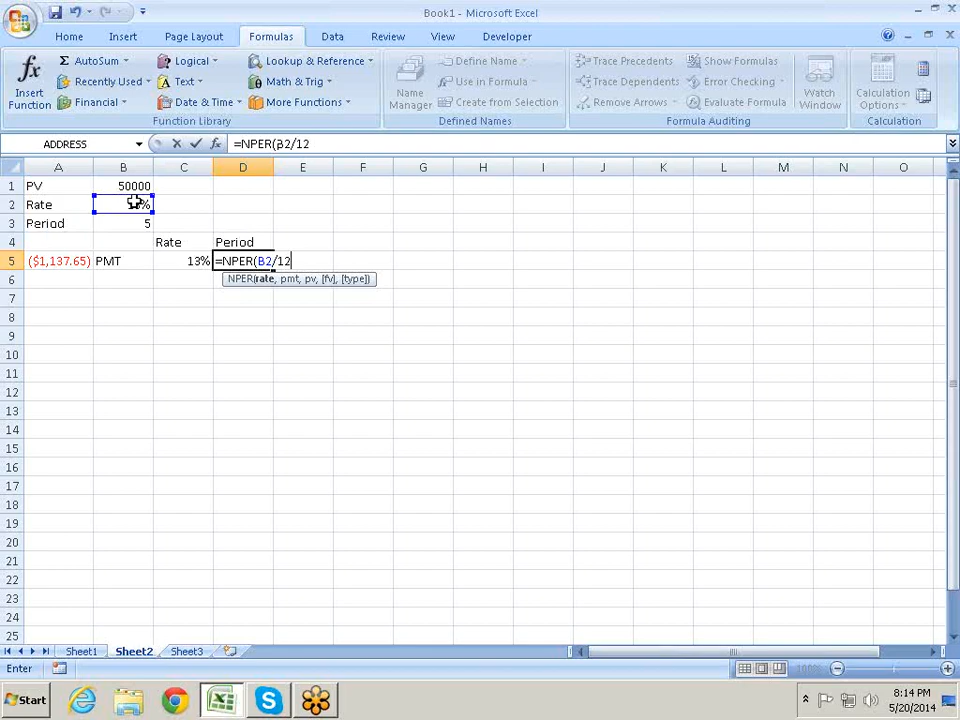 Book1 - Microsoft Excel
Home Insert Page Layout Formulas Data Review View Developer
Insert Function
Σ AutoSum
Recently Used
Financial
Logical
Text
Date & Time
Lookup & Reference
Math & Trig
More Functions
Function Library
Name Manager
Define Name
Use in Formula
Create from Selection
Defined Names
Trace Precedents
Trace Dependents
Remove Arrows
Show Formulas
Error Checking
Evaluate Formula
Formula Auditing
Watch Window
Calculation Options
Calculation
ADDRESS fx =NPER(B2/12
A B C D E F G H I J K L M N O
1 PV 50000
2 Rate
3 Period 5
4 Rate Period
5 ($1,137.65) PMT 13% =NPER(B2/12
6 NPER(rate, pmt, pv, [fv], [type])
7
8
9
10
11
12
13
14
15
16
17
18
19
20
21
22
23
24
25
Sheet1 Sheet2 Sheet3
Enter 100%
Start 8:14 PM
5/20/2014